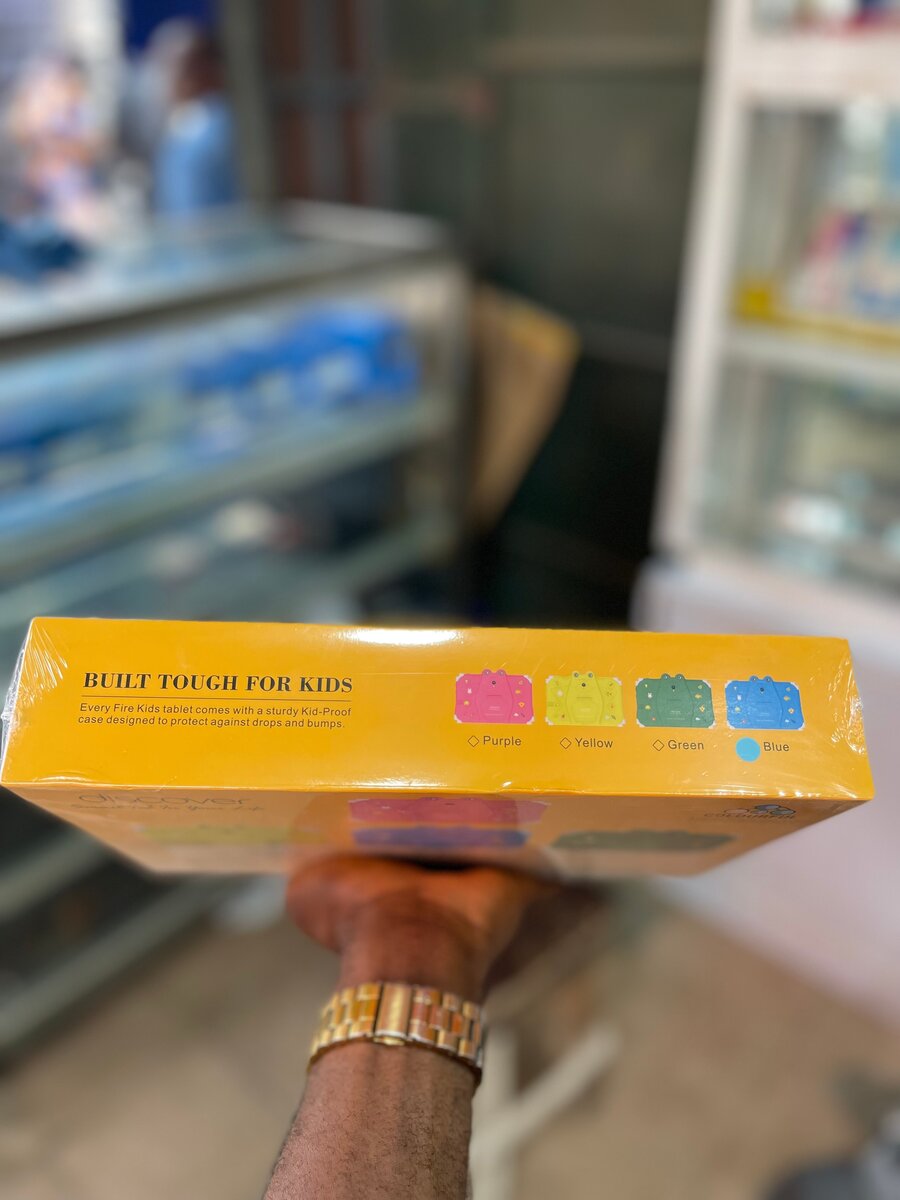 BUILT TOUGH FOR KIDS
Every Fire Kids tablet comes with a sturdy Kid-Proof
case designed to protect against drops and bumps.
Purple
Yellow
Green
Blue
discover